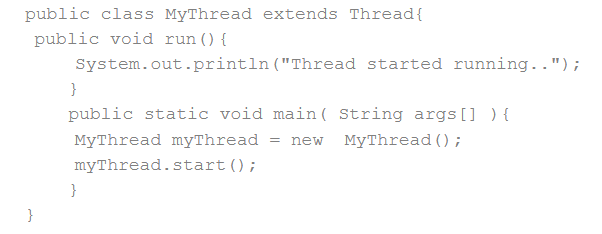 public class MyThread extends Thread{
public void run(){
System.out.println("Thread started running..");
}
public static void main( String args[] ){
MyThread myThread = new  MyThread();
myThread.start();
}
}